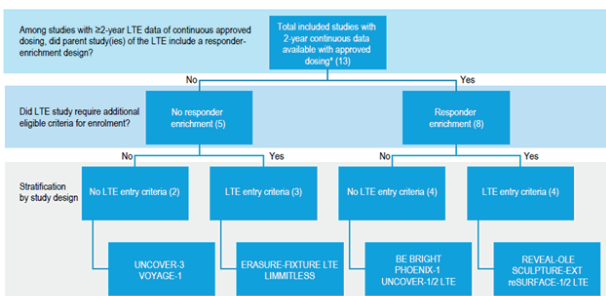 Among studies with ≥2-year LTE data of continuous approved
dosing, did parent study(ies) of the LTE include a responder-
enrichment design?
Total included studies with
2-year continuous data
available with approved
dosing* (13)
No
Yes
Did LTE study require additional
eligible criteria for enrolment?
No responder
enrichment (5)
Responder
enrichment (8)
No
Yes
No
Yes
Stratification
by study design
No LTE entry criteria (2)
LTE entry criteria (3)
No LTE entry criteria (4)
LTE entry criteria (4)
UNCOVER-3
VOYAGE-1
ERASURE-FIXTURE LTE
LIMMITLESS
BE BRIGHT
PHOENIX-1
UNCOVER-1/2 LTE
REVEAL-OLE
SCULPTURE-EXT
reSURFACE-1/2 LTE